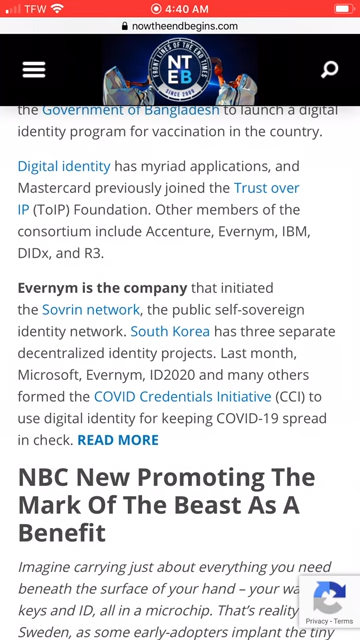 TFW 4:40 AM
nowtheendbegins.com
FRONT LINES OF THE END TIMES
NT
EB
SINCE 2009
the Government of Bangladesh to launch a digital
identity program for vaccination in the country.
Digital identity has myriad applications, and
Mastercard previously joined the Trust over
IP (ToIP) Foundation. Other members of the
consortium include Accenture, Evernym, IBM,
DIDx, and R3.
Evernym is the company that initiated
the Sovrin network, the public self-sovereign
identity network. South Korea has three separate
decentralized identity projects. Last month,
Microsoft, Evernym, ID2020 and many others
formed the COVID Credentials Initiative (CCI) to
use digital identity for keeping COVID-19 spread
in check. READ MORE
NBC New Promoting The
Mark Of The Beast As A
Benefit
Imagine carrying just about everything you need
beneath the surface of your hand – your
keys and ID, all in a microchip. That's reality
Sweden, as some early-adopters implant the tiny
Privacy - Terms